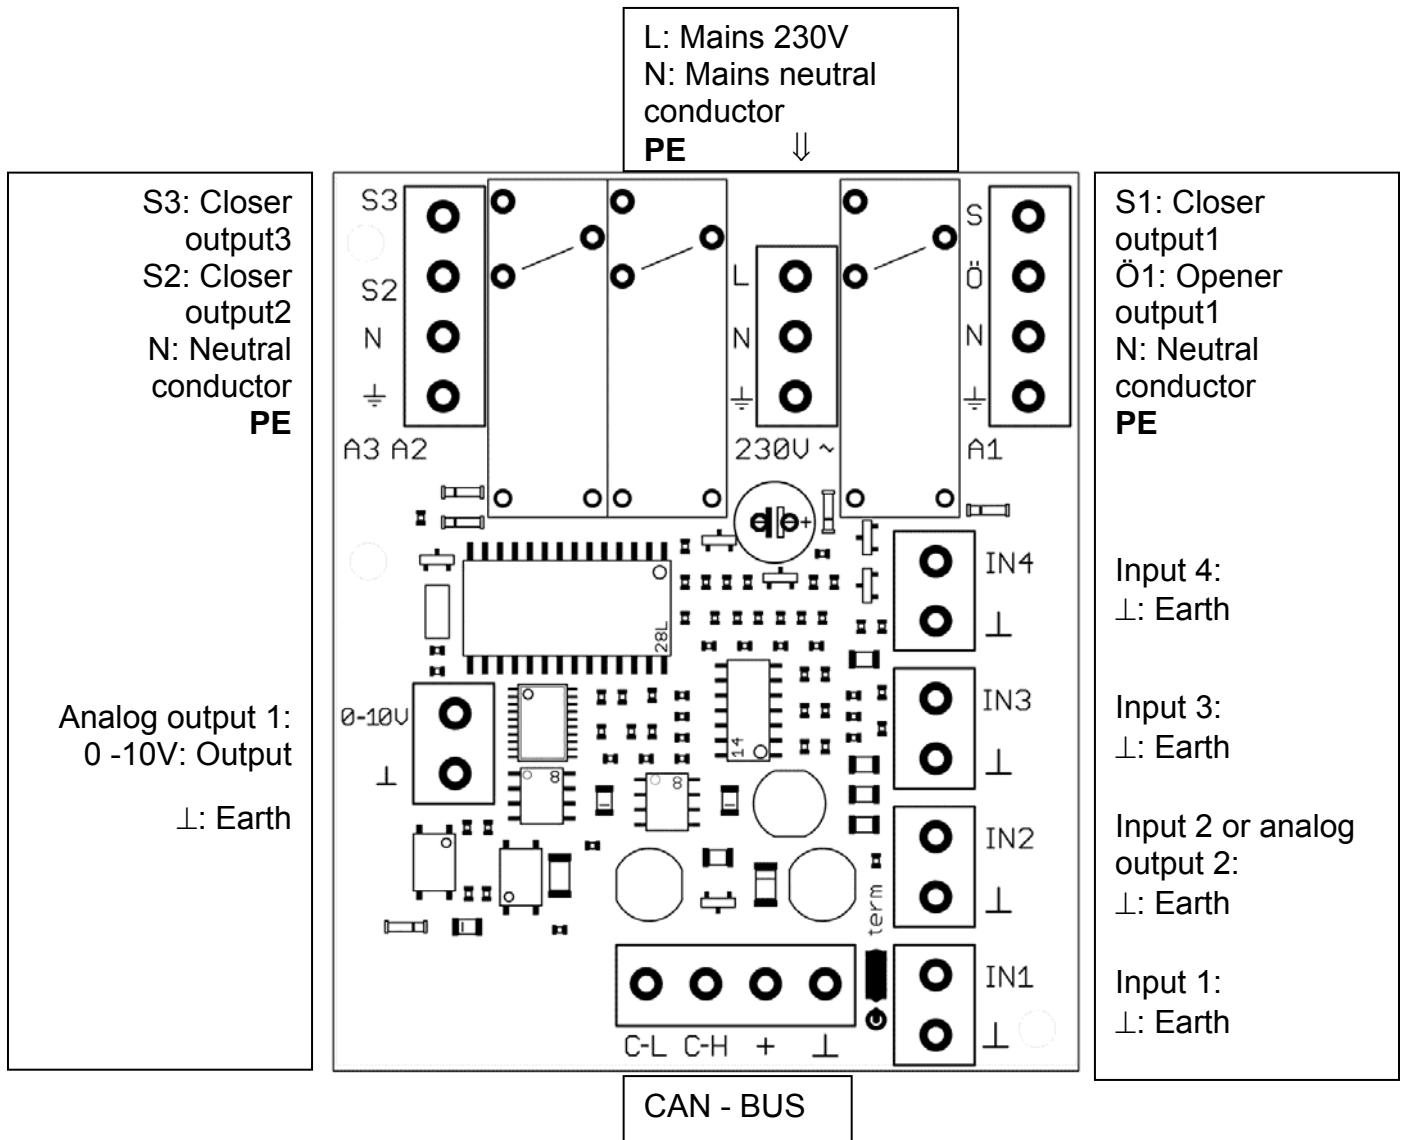 L: Mains 230V
N: Mains neutral
conductor
PE ⇓
S3: Closer
output3
S2: Closer
output2
N: Neutral
conductor
PE
Analog output 1:
0 -10V: Output
⊥: Earth
S3
S2
N
⏚
A3 A2
L
N
⏚
230V ~
S
Ö
N
⏚
A1
+
28L
IN4
⊥
0-10V
⊥
14
IN3
⊥
8
8
IN2
⊥
term
IN1
⊥
C-L C-H + ⊥
S1: Closer
output1
Ö1: Opener
output1
N: Neutral
conductor
PE
Input 4:
⊥: Earth
Input 3:
⊥: Earth
Input 2 or analog
output 2:
⊥: Earth
Input 1:
⊥: Earth
CAN - BUS